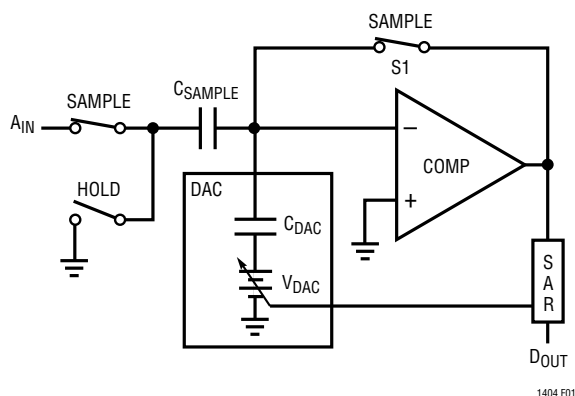 SAMPLE
S1
C_SAMPLE
SAMPLE
A_IN
–
COMP
+
HOLD
DAC
C_DAC
V_DAC
S
A
R
D_OUT
1404 F01